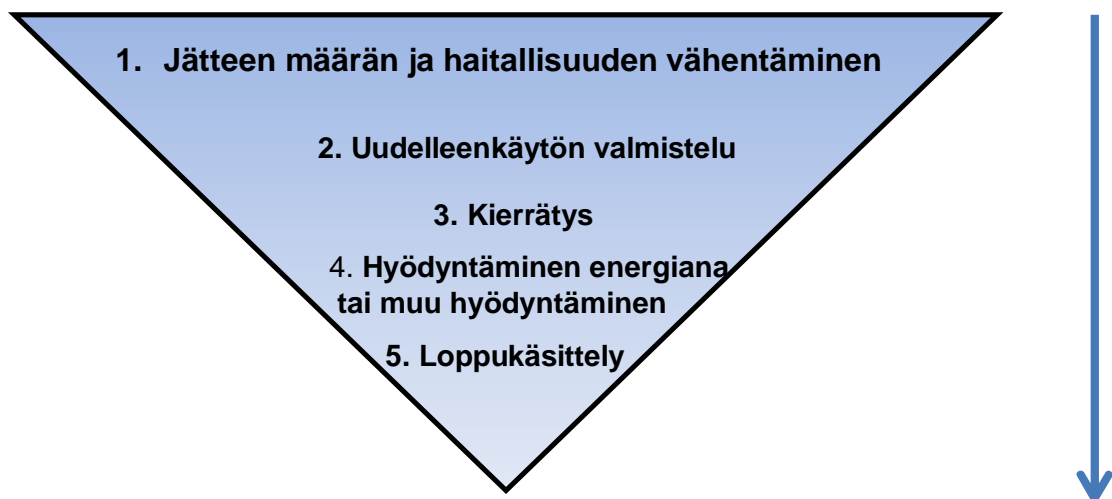 1. Jätteen määrän ja haitallisuuden vähentäminen
2. Uudelleenkäytön valmistelu
3. Kierrätys
4. Hyödyntäminen energiana
tai muu hyödyntäminen
5. Loppukäsittely